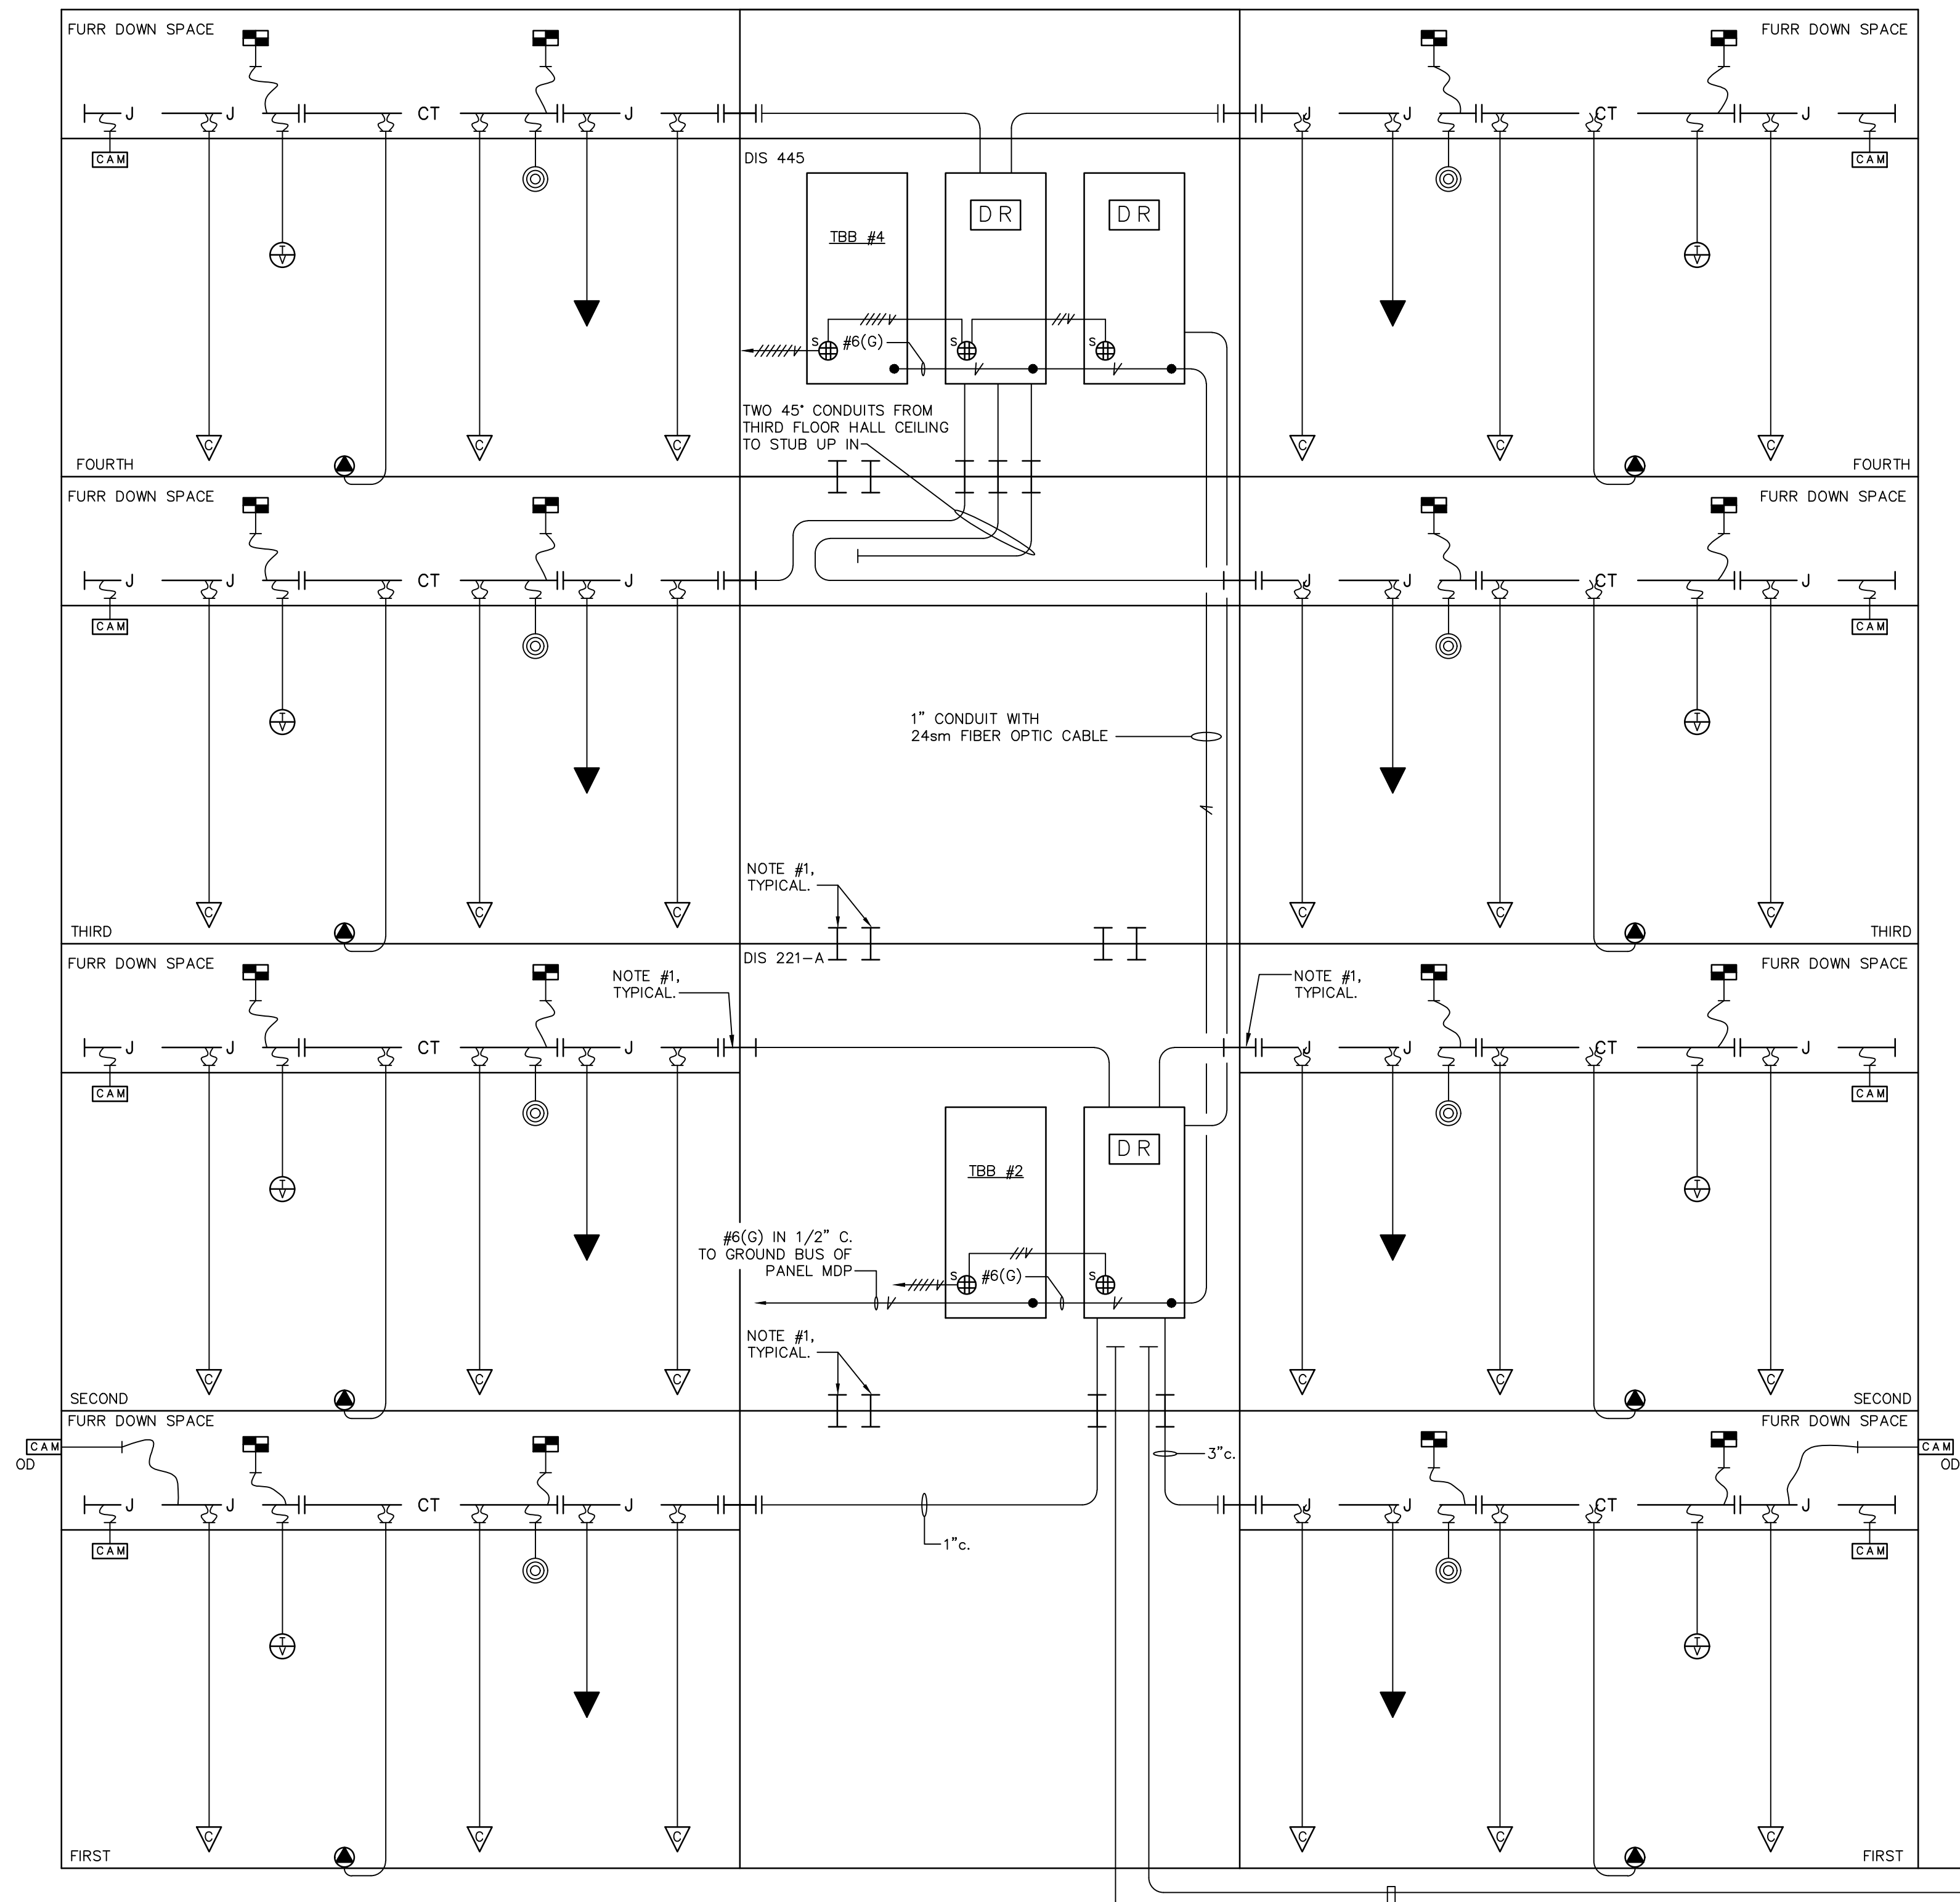 FURR DOWN SPACE
FURR DOWN SPACE
J J CT J
J J CT J
CAM
CAM
DIS 445
TBB #4
DR
DR
T
V
T
V
S
#6(G)
S
S
TWO 45° CONDUITS FROM
THIRD FLOOR HALL CEILING
TO STUB UP IN
C C C
C C C
FOURTH
FOURTH
FURR DOWN SPACE
FURR DOWN SPACE
J J CT J
J J CT J
CAM
CAM
T
V
T
V
1" CONDUIT WITH
24sm FIBER OPTIC CABLE
NOTE #1,
TYPICAL.
C C C
C C C
THIRD
THIRD
FURR DOWN SPACE
DIS 221-A
FURR DOWN SPACE
NOTE #1,
TYPICAL.
NOTE #1,
TYPICAL.
J J CT J
J J CT J
CAM
CAM
TBB #2
DR
T
V
T
V
#6(G) IN 1/2" C.
TO GROUND BUS OF
PANEL MDP
S
#6(G)
S
NOTE #1,
TYPICAL.
C C C
C C C
SECOND
SECOND
FURR DOWN SPACE
FURR DOWN SPACE
CAM
OD
CAM
OD
3"c.
J J CT J
J J CT J
1"c.
CAM
CAM
T
V
T
V
C C C
C C C
FIRST
FIRST